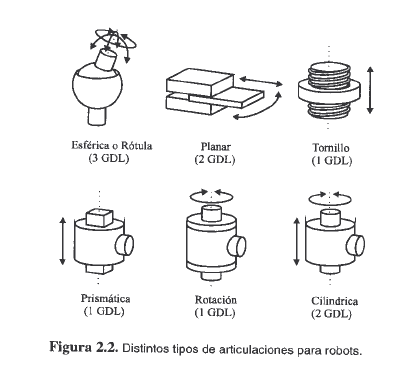 Esférica o Rótula
(3 GDL)
Planar
(2 GDL)
Tornillo
(1 GDL)
Prismática
(1 GDL)
Rotación
(1 GDL)
Cilindrica
(2 GDL)
Figura 2.2. Distintos tipos de articulaciones para robots.